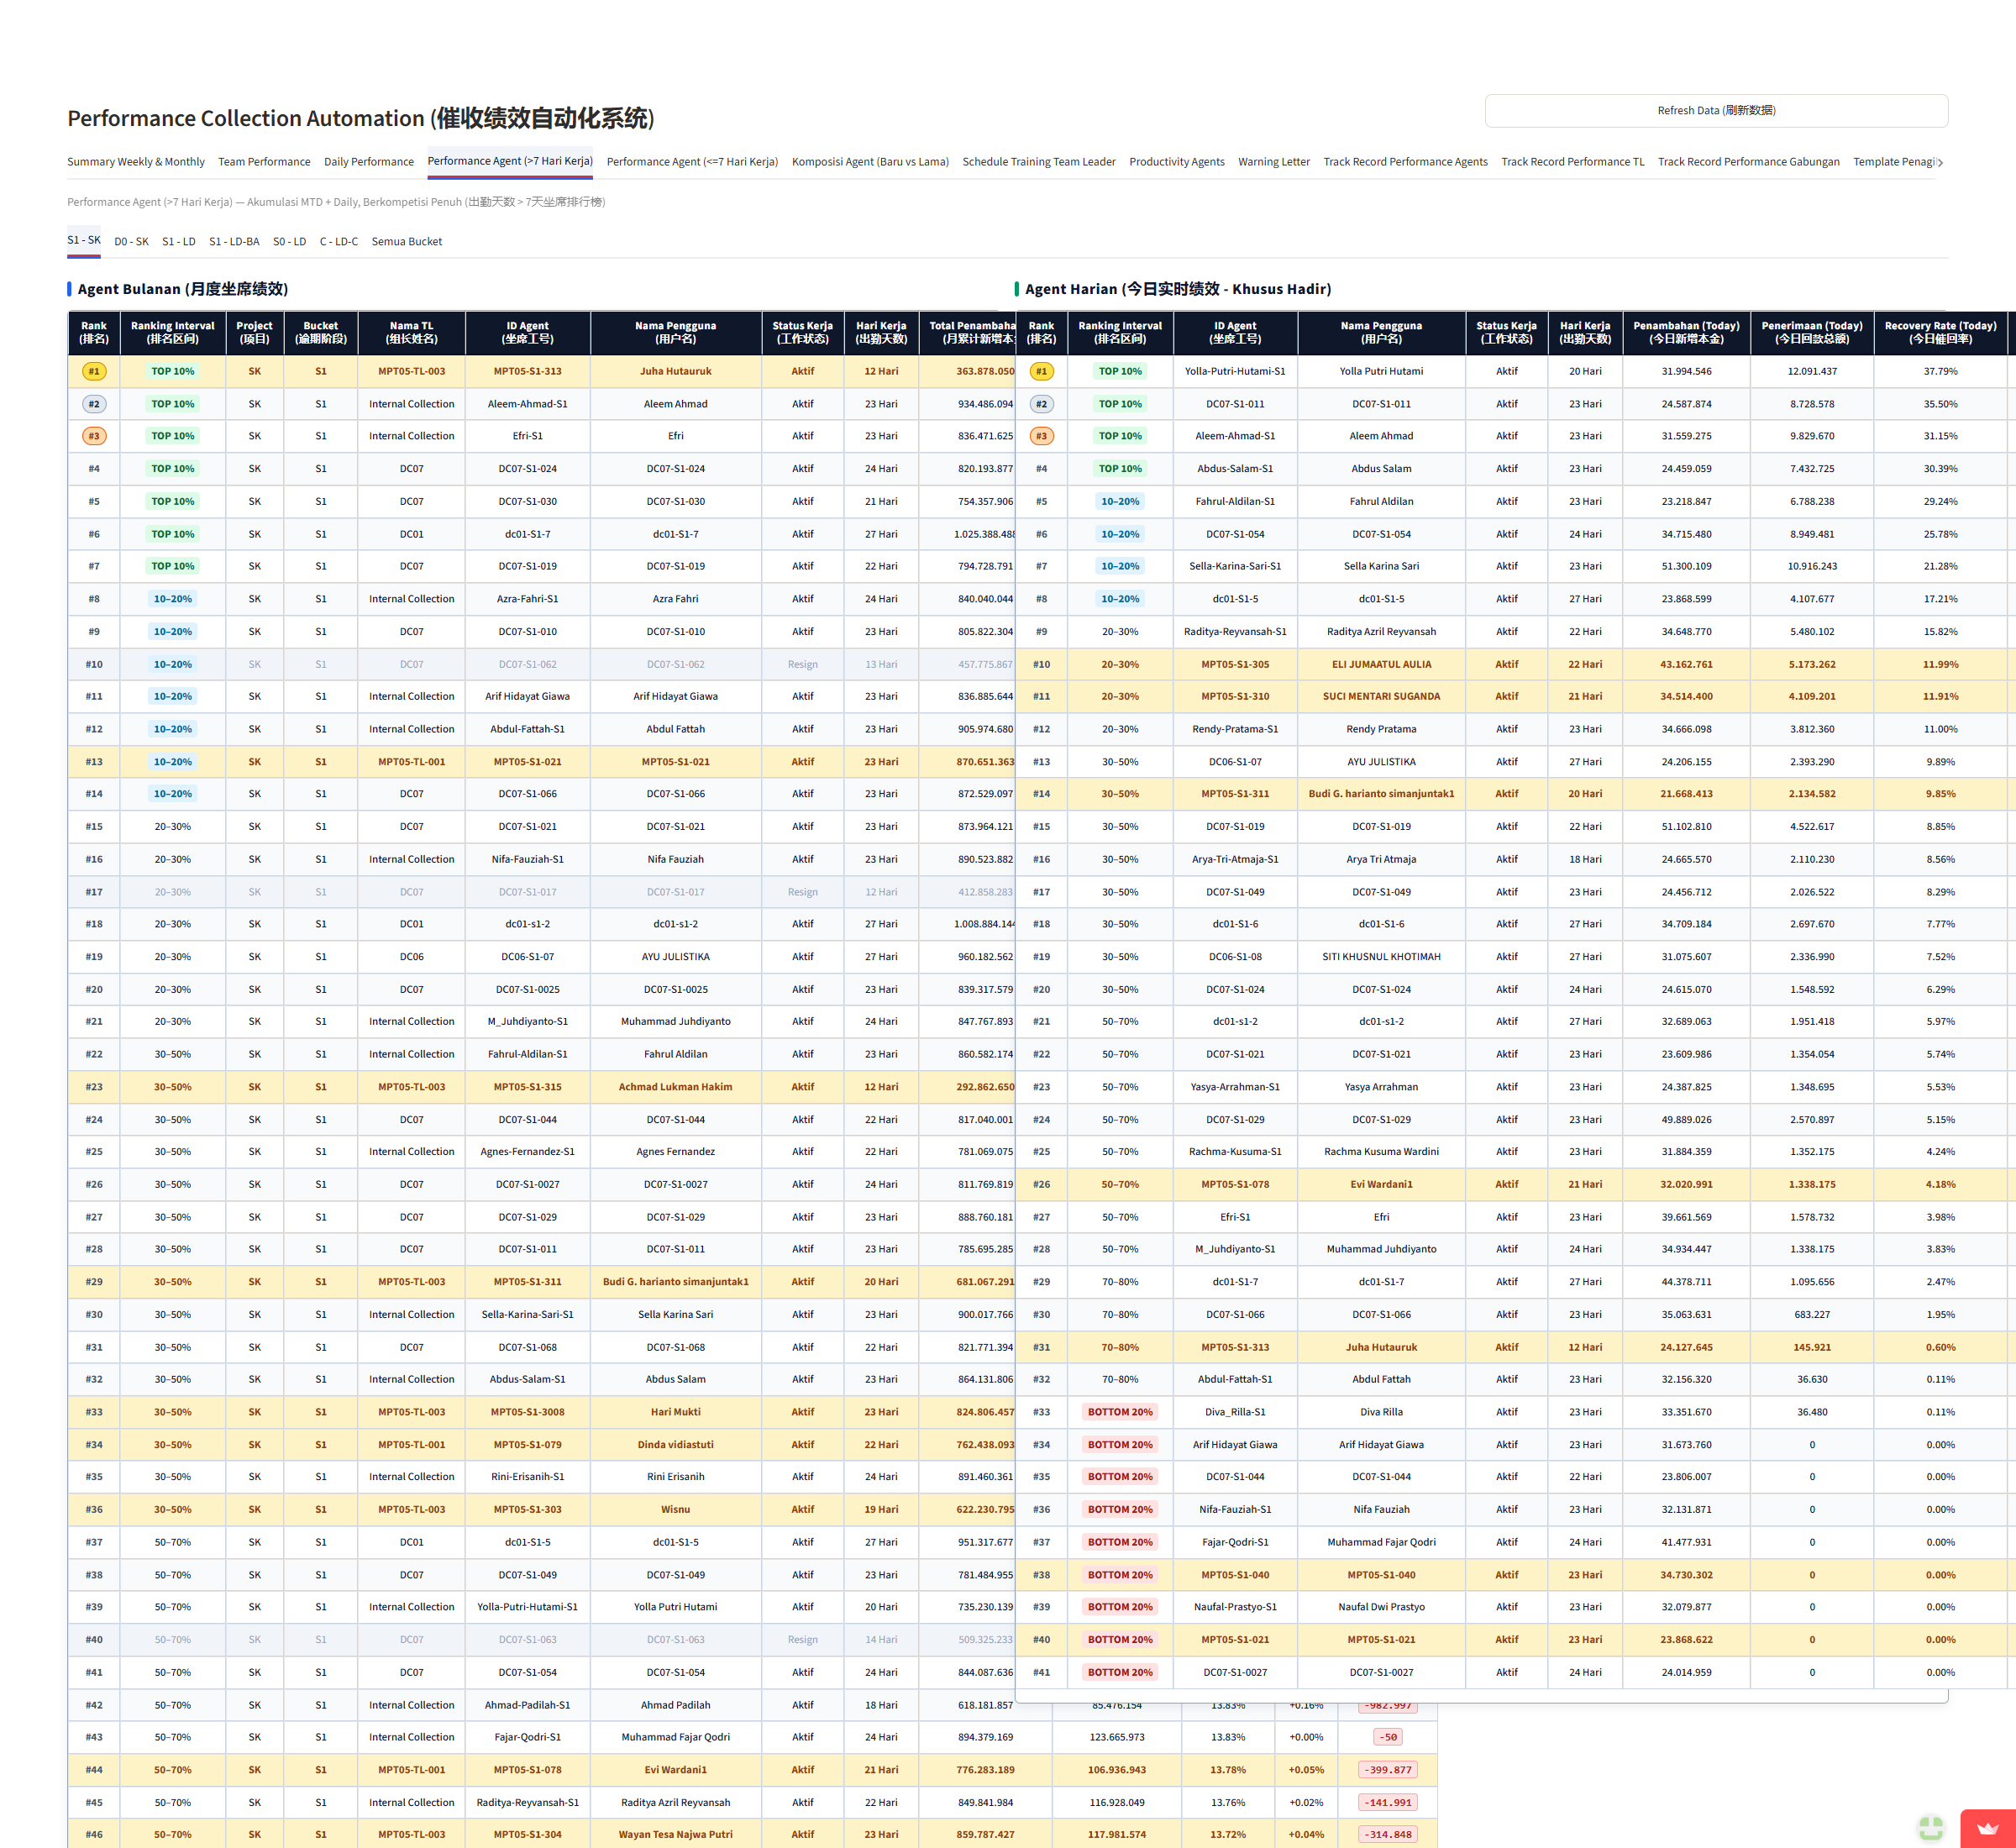 Performance Collection Automation (催收绩效自动化系统)
Refresh Data (刷新数据)
Summary Weekly & Monthly Team Performance Daily Performance Performance Agent (>7 Hari Kerja) Performance Agent (<=7 Hari Kerja) Komposisi Agent (Baru vs Lama) Schedule Training Team Leader Productivity Agents Warning Letter Track Record Performance Agents Track Record Performance TL Track Record Performance Gabungan Template Penagi
Performance Agent (>7 Hari Kerja) — Akumulasi MTD + Daily, Berkompetisi Penuh (出勤天数 > 7天坐席排行榜)
S1 - SK D0 - SK S1 - LD S1 - LD-BA S0 - LD C - LD-C Semua Bucket
Agent Bulanan (月度坐席绩效)
Rank Ranking Interval Project Bucket Nama TL ID Agent Nama Pengguna Status Kerja Hari Kerja Total Penambaha
(排名) (排名区间) (项目) (逾期阶段) (组长姓名) (坐席工号) (用户名) (工作状态) (出勤天数) (月累计新增本
#1 TOP 10% SK S1 MPT05-TL-003 MPT05-S1-313 Juha Hutauruk Aktif 12 Hari 363.878.050
#2 TOP 10% SK S1 Internal Collection Aleem-Ahmad-S1 Aleem Ahmad Aktif 23 Hari 934.486.094
#3 TOP 10% SK S1 Internal Collection Efri-S1 Efri Aktif 23 Hari 836.471.625
#4 TOP 10% SK S1 DC07 DC07-S1-024 DC07-S1-024 Aktif 24 Hari 820.193.877
#5 TOP 10% SK S1 DC07 DC07-S1-030 DC07-S1-030 Aktif 21 Hari 754.357.906
#6 TOP 10% SK S1 DC01 dc01-S1-7 dc01-S1-7 Aktif 27 Hari 1.025.388.488
#7 TOP 10% SK S1 DC07 DC07-S1-019 DC07-S1-019 Aktif 22 Hari 794.728.791
#8 10–20% SK S1 Internal Collection Azra-Fahri-S1 Azra Fahri Aktif 24 Hari 840.040.044
#9 10–20% SK S1 DC07 DC07-S1-010 DC07-S1-010 Aktif 23 Hari 805.822.304
#10 10–20% SK S1 DC07 DC07-S1-062 DC07-S1-062 Resign 13 Hari 457.775.867
#11 10–20% SK S1 Internal Collection Arif Hidayat Giawa Arif Hidayat Giawa Aktif 23 Hari 836.885.644
#12 10–20% SK S1 Internal Collection Abdul-Fattah-S1 Abdul Fattah Aktif 23 Hari 905.974.680
#13 10–20% SK S1 MPT05-TL-001 MPT05-S1-021 MPT05-S1-021 Aktif 23 Hari 870.651.363
#14 10–20% SK S1 DC07 DC07-S1-066 DC07-S1-066 Aktif 23 Hari 872.529.097
#15 20–30% SK S1 DC07 DC07-S1-021 DC07-S1-021 Aktif 23 Hari 873.964.121
#16 20–30% SK S1 Internal Collection Nifa-Fauziah-S1 Nifa Fauziah Aktif 23 Hari 890.523.882
#17 20–30% SK S1 DC07 DC07-S1-017 DC07-S1-017 Resign 12 Hari 412.858.283
#18 20–30% SK S1 DC01 dc01-s1-2 dc01-s1-2 Aktif 27 Hari 1.008.884.144
#19 20–30% SK S1 DC06 DC06-S1-07 AYU JULISTIKA Aktif 27 Hari 960.182.562
#20 20–30% SK S1 DC07 DC07-S1-0025 DC07-S1-0025 Aktif 23 Hari 839.317.579
#21 20–30% SK S1 Internal Collection M_Juhdiyanto-S1 Muhammad Juhdiyanto Aktif 24 Hari 847.767.893
#22 30–50% SK S1 Internal Collection Fahrul-Aldilan-S1 Fahrul Aldilan Aktif 23 Hari 860.582.174
#23 30–50% SK S1 MPT05-TL-003 MPT05-S1-315 Achmad Lukman Hakim Aktif 12 Hari 292.862.650
#24 30–50% SK S1 DC07 DC07-S1-044 DC07-S1-044 Aktif 22 Hari 817.040.001
#25 30–50% SK S1 Internal Collection Agnes-Fernandez-S1 Agnes Fernandez Aktif 22 Hari 781.069.075
#26 30–50% SK S1 DC07 DC07-S1-0027 DC07-S1-0027 Aktif 24 Hari 811.769.819
#27 30–50% SK S1 DC07 DC07-S1-029 DC07-S1-029 Aktif 23 Hari 888.760.181
#28 30–50% SK S1 DC07 DC07-S1-011 DC07-S1-011 Aktif 23 Hari 785.695.285
#29 30–50% SK S1 MPT05-TL-003 MPT05-S1-311 Budi G. harianto simanjuntak1 Aktif 20 Hari 681.067.291
#30 30–50% SK S1 Internal Collection Sella-Karina-Sari-S1 Sella Karina Sari Aktif 23 Hari 900.017.766
#31 30–50% SK S1 DC07 DC07-S1-068 DC07-S1-068 Aktif 22 Hari 821.771.394
#32 30–50% SK S1 Internal Collection Abdus-Salam-S1 Abdus Salam Aktif 23 Hari 864.131.806
#33 30–50% SK S1 MPT05-TL-003 MPT05-S1-3008 Hari Mukti Aktif 23 Hari 824.806.457
#34 30–50% SK S1 MPT05-TL-001 MPT05-S1-079 Dinda vidiastuti Aktif 22 Hari 762.438.093
#35 30–50% SK S1 Internal Collection Rini-Erisanih-S1 Rini Erisanih Aktif 24 Hari 891.460.361
#36 30–50% SK S1 MPT05-TL-003 MPT05-S1-303 Wisnu Aktif 19 Hari 622.230.795
#37 50–70% SK S1 DC01 dc01-S1-5 dc01-S1-5 Aktif 27 Hari 951.317.677
#38 50–70% SK S1 DC07 DC07-S1-049 DC07-S1-049 Aktif 23 Hari 781.484.955
#39 50–70% SK S1 Internal Collection Yolla-Putri-Hutami-S1 Yolla Putri Hutami Aktif 20 Hari 735.230.139
#40 50–70% SK S1 DC07 DC07-S1-063 DC07-S1-063 Resign 14 Hari 509.325.233
#41 50–70% SK S1 DC07 DC07-S1-054 DC07-S1-054 Aktif 24 Hari 844.087.636
#42 50–70% SK S1 Internal Collection Ahmad-Padilah-S1 Ahmad Padilah Aktif 18 Hari 618.181.857 85.476.154 13.83% +0.16% -982.997
#43 50–70% SK S1 Internal Collection Fajar-Qodri-S1 Muhammad Fajar Qodri Aktif 24 Hari 894.379.169 123.665.973 13.83% +0.00% -50
#44 50–70% SK S1 MPT05-TL-001 MPT05-S1-078 Evi Wardani1 Aktif 21 Hari 776.283.189 106.936.943 13.78% +0.05% -399.877
#45 50–70% SK S1 Internal Collection Raditya-Reyvansah-S1 Raditya Azril Reyvansah Aktif 22 Hari 849.841.984 116.928.049 13.76% +0.02% -141.991
#46 50–70% SK S1 MPT05-TL-003 MPT05-S1-304 Wayan Tesa Najwa Putri Aktif 23 Hari 859.787.427 117.981.574 13.72% +0.04% -314.848
Agent Harian (今日实时绩效 - Khusus Hadir)
Rank Ranking Interval ID Agent Nama Pengguna Status Kerja Hari Kerja Penambahan (Today) Penerimaan (Today) Recovery Rate (Today)
(排名) (排名区间) (坐席工号) (用户名) (工作状态) (出勤天数) (今日新增本金) (今日回款总额) (今日催回率)
#1 TOP 10% Yolla-Putri-Hutami-S1 Yolla Putri Hutami Aktif 20 Hari 31.994.546 12.091.437 37.79%
#2 TOP 10% DC07-S1-011 DC07-S1-011 Aktif 23 Hari 24.587.874 8.728.578 35.50%
#3 TOP 10% Aleem-Ahmad-S1 Aleem Ahmad Aktif 23 Hari 31.559.275 9.829.670 31.15%
#4 TOP 10% Abdus-Salam-S1 Abdus Salam Aktif 23 Hari 24.459.059 7.432.725 30.39%
#5 10–20% Fahrul-Aldilan-S1 Fahrul Aldilan Aktif 23 Hari 23.218.847 6.788.238 29.24%
#6 10–20% DC07-S1-054 DC07-S1-054 Aktif 24 Hari 34.715.480 8.949.481 25.78%
#7 10–20% Sella-Karina-Sari-S1 Sella Karina Sari Aktif 23 Hari 51.300.109 10.916.243 21.28%
#8 10–20% dc01-S1-5 dc01-S1-5 Aktif 27 Hari 23.868.599 4.107.677 17.21%
#9 20–30% Raditya-Reyvansah-S1 Raditya Azril Reyvansah Aktif 22 Hari 34.648.770 5.480.102 15.82%
#10 20–30% MPT05-S1-305 ELI JUMAATUL AULIA Aktif 22 Hari 43.162.761 5.173.262 11.99%
#11 20–30% MPT05-S1-310 SUCI MENTARI SUGANDA Aktif 21 Hari 34.514.400 4.109.201 11.91%
#12 20–30% Rendy-Pratama-S1 Rendy Pratama Aktif 23 Hari 34.666.098 3.812.360 11.00%
#13 30–50% DC06-S1-07 AYU JULISTIKA Aktif 27 Hari 24.206.155 2.393.290 9.89%
#14 30–50% MPT05-S1-311 Budi G. harianto simanjuntak1 Aktif 20 Hari 21.668.413 2.134.582 9.85%
#15 30–50% DC07-S1-019 DC07-S1-019 Aktif 22 Hari 51.102.810 4.522.617 8.85%
#16 30–50% Arya-Tri-Atmaja-S1 Arya Tri Atmaja Aktif 18 Hari 24.665.570 2.110.230 8.56%
#17 30–50% DC07-S1-049 DC07-S1-049 Aktif 23 Hari 24.456.712 2.026.522 8.29%
#18 30–50% dc01-S1-6 dc01-S1-6 Aktif 27 Hari 34.709.184 2.697.670 7.77%
#19 30–50% DC06-S1-08 SITI KHUSNUL KHOTIMAH Aktif 27 Hari 31.075.607 2.336.990 7.52%
#20 30–50% DC07-S1-024 DC07-S1-024 Aktif 24 Hari 24.615.070 1.548.592 6.29%
#21 50–70% dc01-s1-2 dc01-s1-2 Aktif 27 Hari 32.689.063 1.951.418 5.97%
#22 50–70% DC07-S1-021 DC07-S1-021 Aktif 23 Hari 23.609.986 1.354.054 5.74%
#23 50–70% Yasya-Arrahman-S1 Yasya Arrahman Aktif 23 Hari 24.387.825 1.348.695 5.53%
#24 50–70% DC07-S1-029 DC07-S1-029 Aktif 23 Hari 49.889.026 2.570.897 5.15%
#25 50–70% Rachma-Kusuma-S1 Rachma Kusuma Wardini Aktif 23 Hari 31.884.359 1.352.175 4.24%
#26 50–70% MPT05-S1-078 Evi Wardani1 Aktif 21 Hari 32.020.991 1.338.175 4.18%
#27 50–70% Efri-S1 Efri Aktif 23 Hari 39.661.569 1.578.732 3.98%
#28 50–70% M_Juhdiyanto-S1 Muhammad Juhdiyanto Aktif 24 Hari 34.934.447 1.338.175 3.83%
#29 70–80% dc01-S1-7 dc01-S1-7 Aktif 27 Hari 44.378.711 1.095.656 2.47%
#30 70–80% DC07-S1-066 DC07-S1-066 Aktif 23 Hari 35.063.631 683.227 1.95%
#31 70–80% MPT05-S1-313 Juha Hutauruk Aktif 12 Hari 24.127.645 145.921 0.60%
#32 70–80% Abdul-Fattah-S1 Abdul Fattah Aktif 23 Hari 32.156.320 36.630 0.11%
#33 BOTTOM 20% Diva_Rilla-S1 Diva Rilla Aktif 23 Hari 33.351.670 36.480 0.11%
#34 BOTTOM 20% Arif Hidayat Giawa Arif Hidayat Giawa Aktif 23 Hari 31.673.760 0 0.00%
#35 BOTTOM 20% DC07-S1-044 DC07-S1-044 Aktif 22 Hari 23.806.007 0 0.00%
#36 BOTTOM 20% Nifa-Fauziah-S1 Nifa Fauziah Aktif 23 Hari 32.131.871 0 0.00%
#37 BOTTOM 20% Fajar-Qodri-S1 Muhammad Fajar Qodri Aktif 24 Hari 41.477.931 0 0.00%
#38 BOTTOM 20% MPT05-S1-040 MPT05-S1-040 Aktif 23 Hari 34.730.302 0 0.00%
#39 BOTTOM 20% Naufal-Prastyo-S1 Naufal Dwi Prastyo Aktif 23 Hari 32.079.877 0 0.00%
#40 BOTTOM 20% MPT05-S1-021 MPT05-S1-021 Aktif 23 Hari 23.868.622 0 0.00%
#41 BOTTOM 20% DC07-S1-0027 DC07-S1-0027 Aktif 24 Hari 24.014.959 0 0.00%